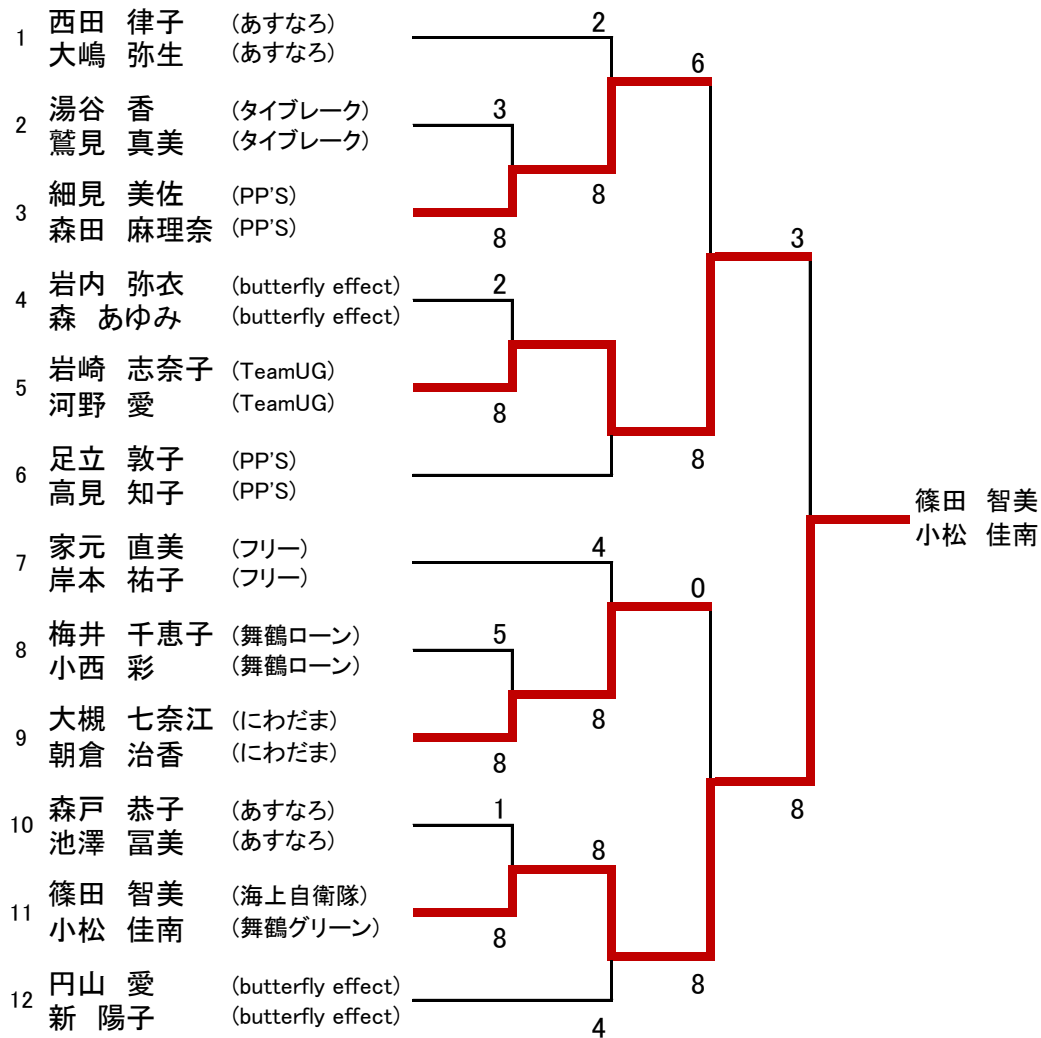 1 西田 律子 (あすなろ)
大嶋 弥生 (あすなろ)
2
6
2 湯谷 香 (タイブレーク)
鷲見 真美 (タイブレーク)
3
8
3 細見 美佐 (PP'S)
森田 麻理奈 (PP'S)
8
3
4 岩内 弥衣 (butterfly effect)
森 あゆみ (butterfly effect)
2
5 岩崎 志奈子 (TeamUG)
河野 愛 (TeamUG)
8
8
6 足立 敦子 (PP'S)
高見 知子 (PP'S)
篠田 智美
小松 佳南
7 家元 直美 (フリー)
岸本 祐子 (フリー)
4
0
8 梅井 千恵子 (舞鶴ローン)
小西 彩 (舞鶴ローン)
5
8
9 大槻 七奈江 (にわだま)
朝倉 治香 (にわだま)
8
8
10 森戸 恭子 (あすなろ)
池澤 冨美 (あすなろ)
1
8
11 篠田 智美 (海上自衛隊)
小松 佳南 (舞鶴グリーン)
8
8
12 円山 愛 (butterfly effect)
新 陽子 (butterfly effect)
4